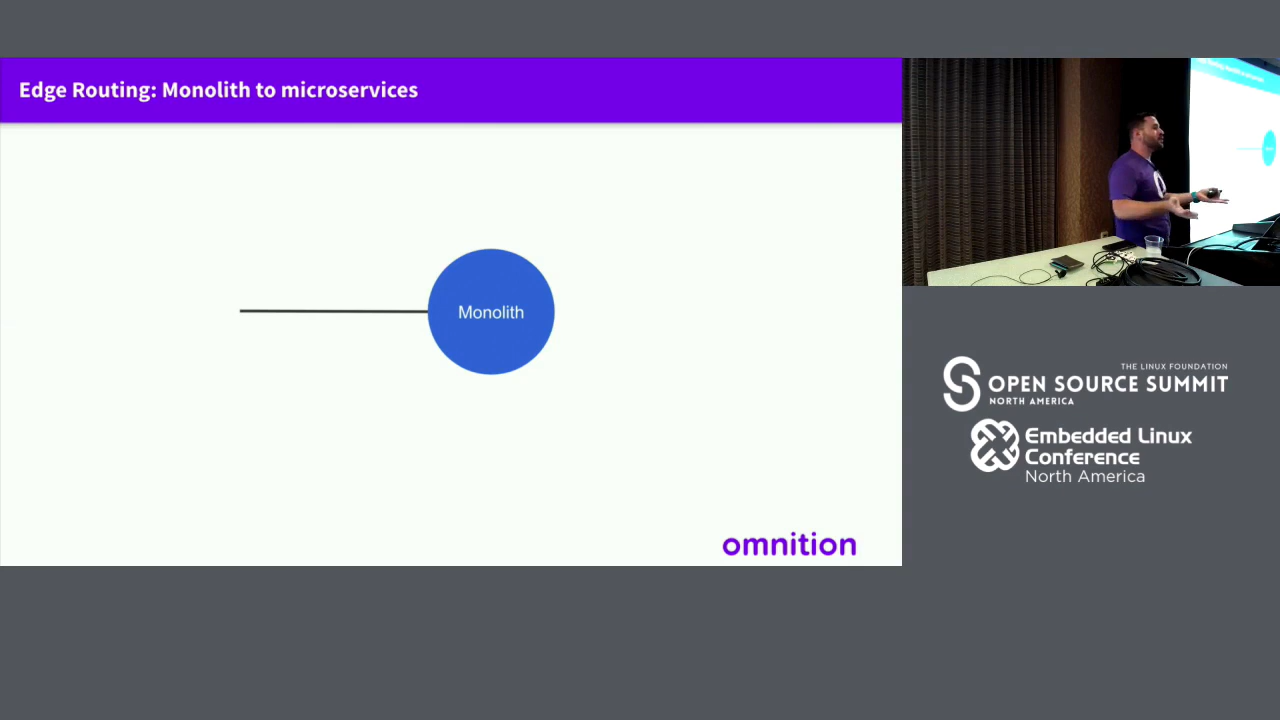 Edge Routing: Monolith to microservices
Monolith
omnition
THE LINUX FOUNDATION
OPEN SOURCE SUMMIT
NORTH AMERICA
Embedded Linux
Conference
North America